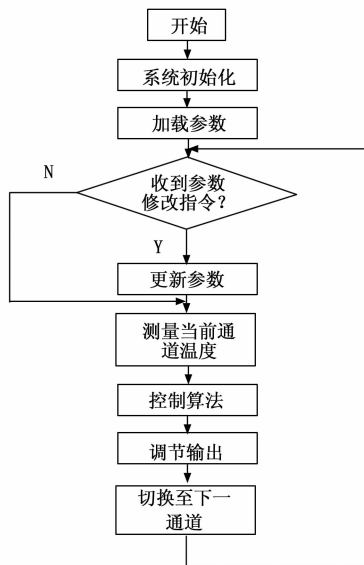 开始
系统初始化
加载参数
N
收到参数
修改指令？
Y
更新参数
测量当前通
道温度
控制算法
调节输出
切换至下一
通道